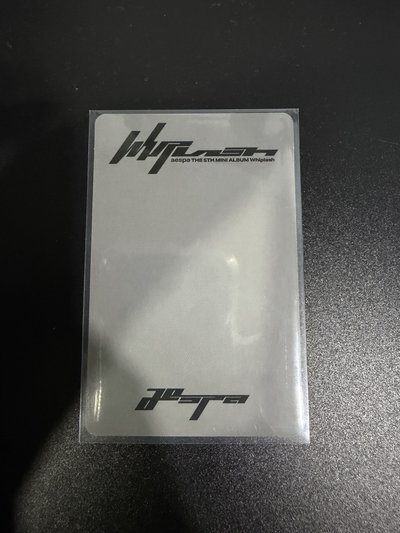 Whiplash
aespa THE 5TH MINI ALBUM Whiplash
aespa